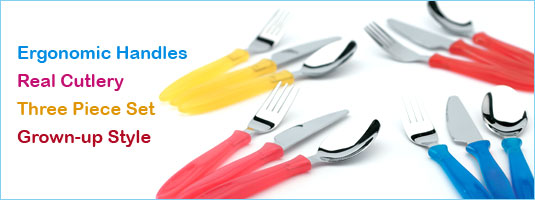 Ergonomic Handles
Real Cutlery
Three Piece Set
Grown-up Style